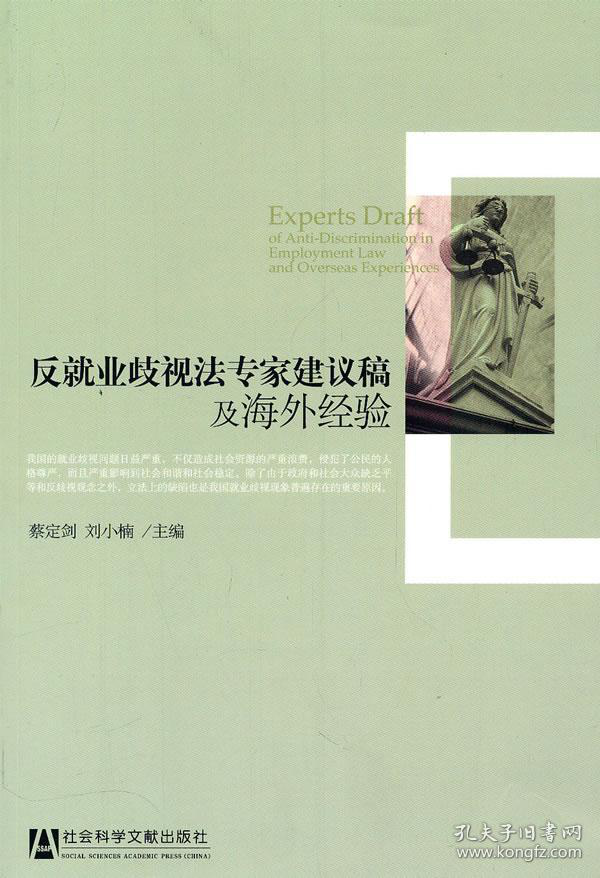 Experts Draft
of Anti-Discrimination in
Employment Law
and Overseas Experiences
反就业歧视法专家建议稿
及海外经验
我国的就业歧视问题日益严重,不仅造成社会资源的严重浪费,侵犯了公民的人
格尊严,而且严重影响到社会和谐和社会稳定。除了由于政府和社会大众缺乏平
等和反歧视观念之外,立法上的缺陷也是我国就业歧视现象普遍存在的重要原因。
蔡定剑 刘小楠 /主编
SSAP
社会科学文献出版社
SOCIAL SCIENCES ACADEMIC PRESS (CHINA)
孔夫子旧书网
www.kongfz.com